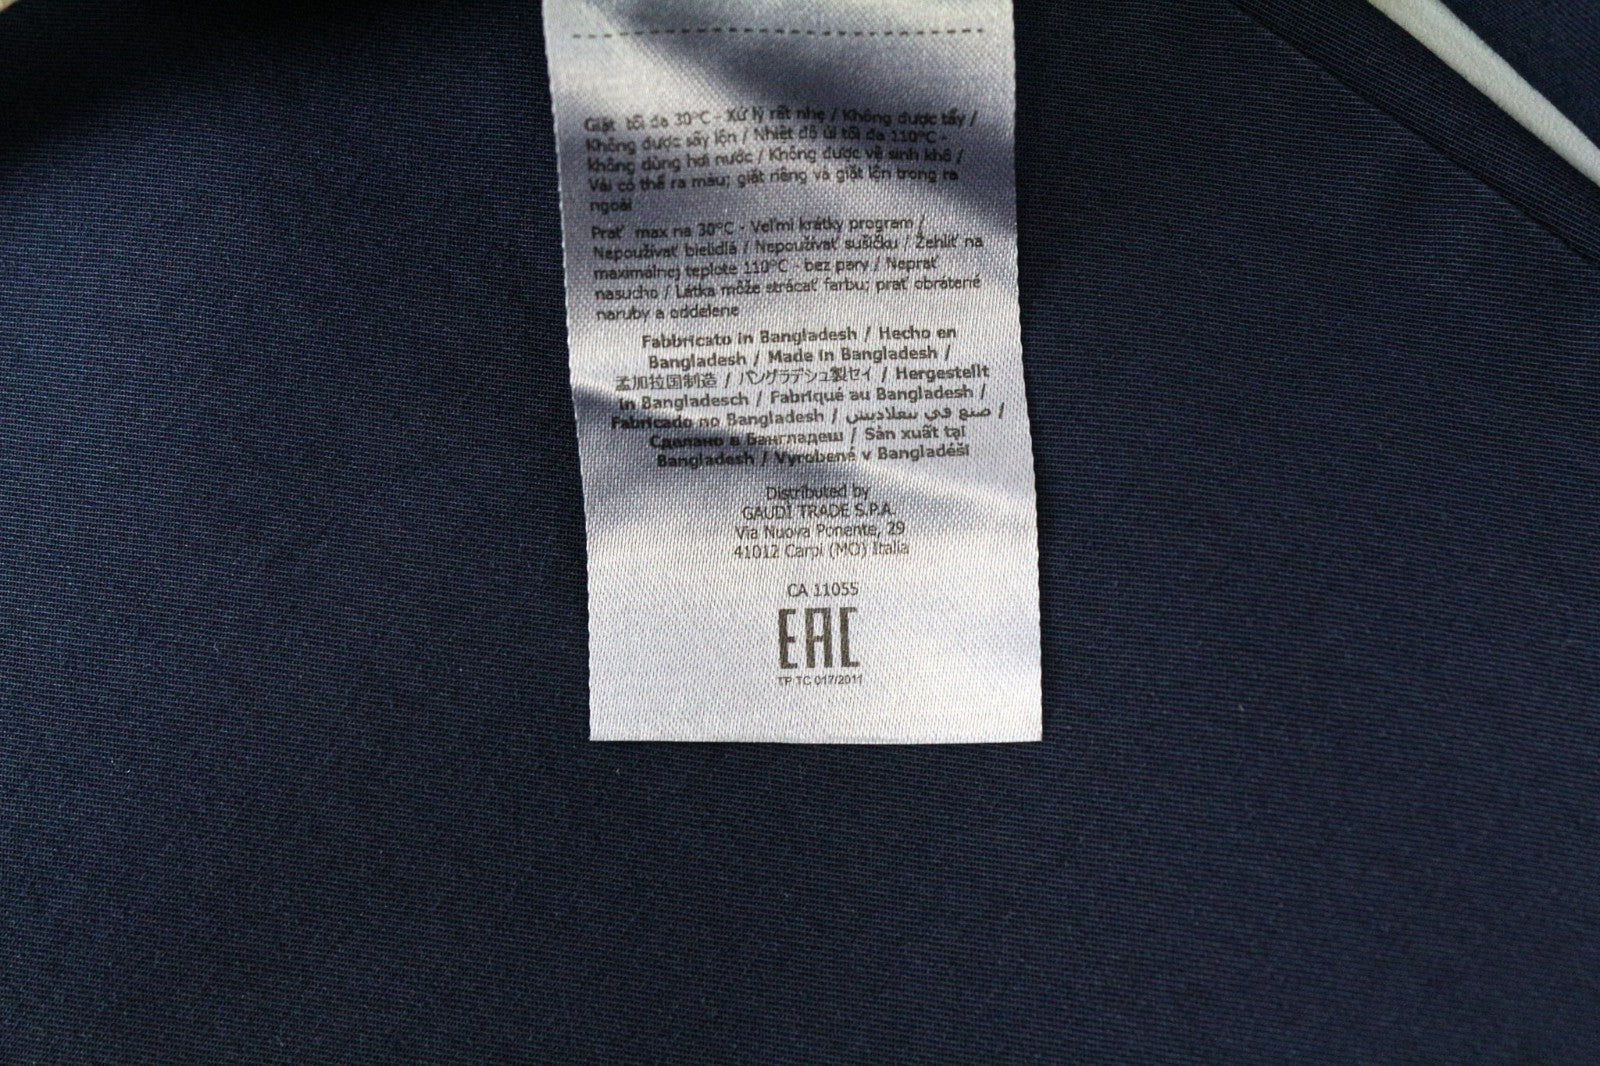 Giặt tối đa 30°C - Xử lý rất nhẹ / Không được tẩy /
Không được sấy lộn / Nhiệt độ ủi tối đa 110°C -
không dùng hơi nước / Không được vệ sinh khô /
Vải có thể ra màu; giặt riêng và giặt lộn trong ra
ngoài
Prať max na 30°C - Veľmi krátky program /
Nepoužívať bielidlá / Nepoužívať sušičku / Žehliť na
maximálnej teplote 110°C - bez pary / Neprať
nasucho / Látka môže strácať farbu; prať obrátené
naruby a oddelene
Fabbricato in Bangladesh / Hecho en
Bangladesh / Made in Bangladesh /
孟加拉国制造 / バングラデシュ製セイ / Hergestellt
in Bangladesch / Fabriqué au Bangladesh /
Fabricado no Bangladesh / صنع في بنغلاديش /
Сделано в Бангладеш / Sản xuất tại
Bangladesh / Vyrobené v Bangladéši
Distributed by
GAUDÌ TRADE S.P.A.
Via Nuova Ponente, 29
41012 Carpi (MO) Italia
CA 11055
EAC
TP TC 017/2011